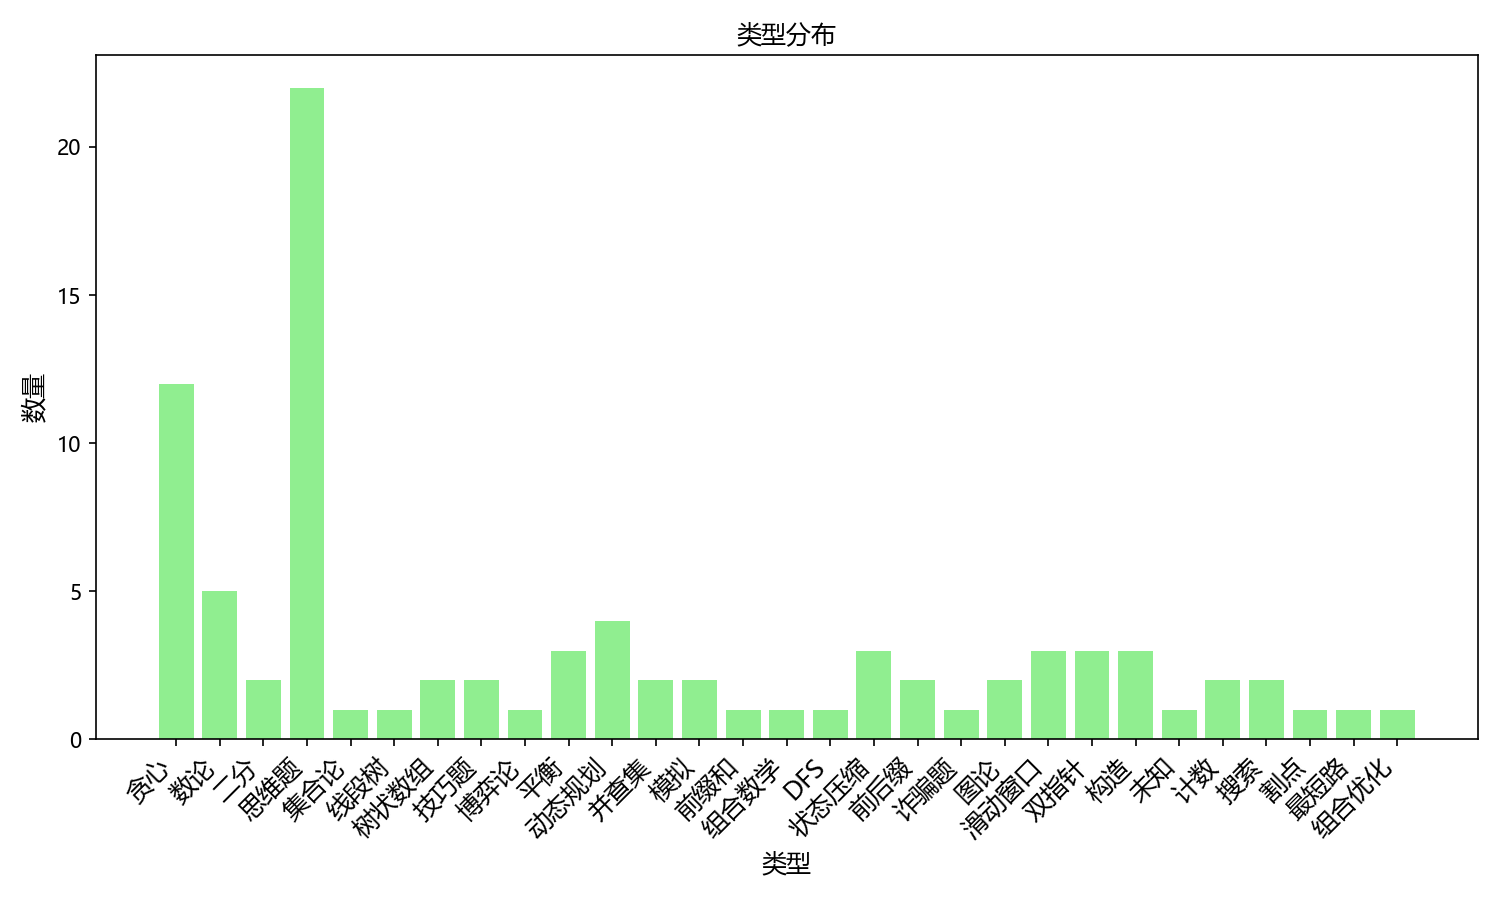 类型分布
数量
20
15
10
5
0
贪心
数论
二分
思维题
集合论
线段树
树状数组
技巧题
博弈论
平衡
动态规划
并查集
模拟
前缀和
组合数学
DFS
状态压缩
前后缀
诈骗题
图论
滑动窗口
双指针
构造
未知
计数
搜索
割点
最短路
组合优化
类型